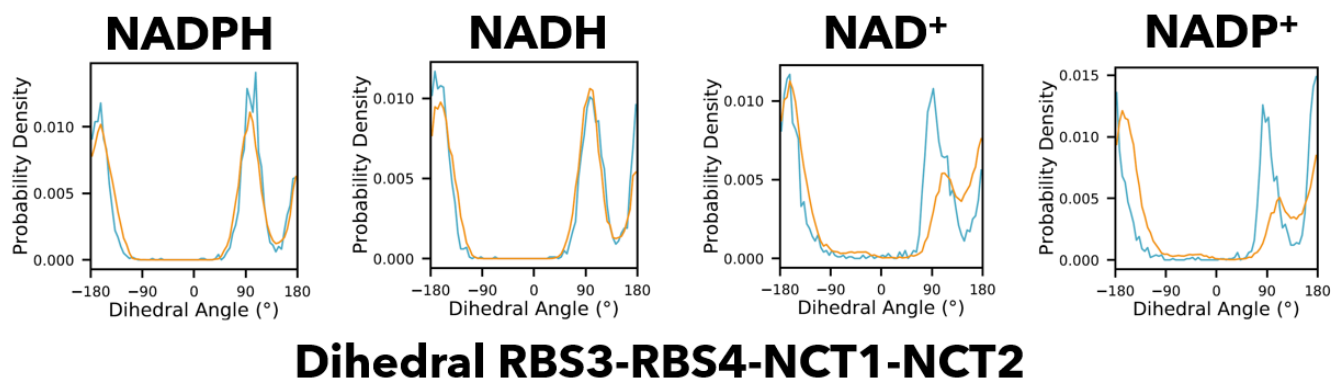 NADPH
NADH
NAD⁺
NADP⁺
Probability Density
0.010
0.005
0.000
−180 −90 0 90 180
Dihedral Angle (°)
Probability Density
0.010
0.005
0.000
−180 −90 0 90 180
Dihedral Angle (°)
Probability Density
0.010
0.005
0.000
−180 −90 0 90 180
Dihedral Angle (°)
Probability Density
0.015
0.010
0.005
0.000
−180 −90 0 90 180
Dihedral Angle (°)
Dihedral RBS3-RBS4-NCT1-NCT2